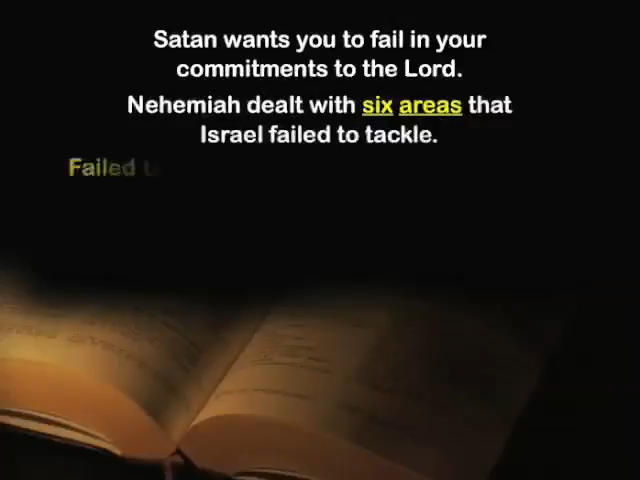 Satan wants you to fail in your
commitments to the Lord.
Nehemiah dealt with six areas that
Israel failed to tackle.
Failed